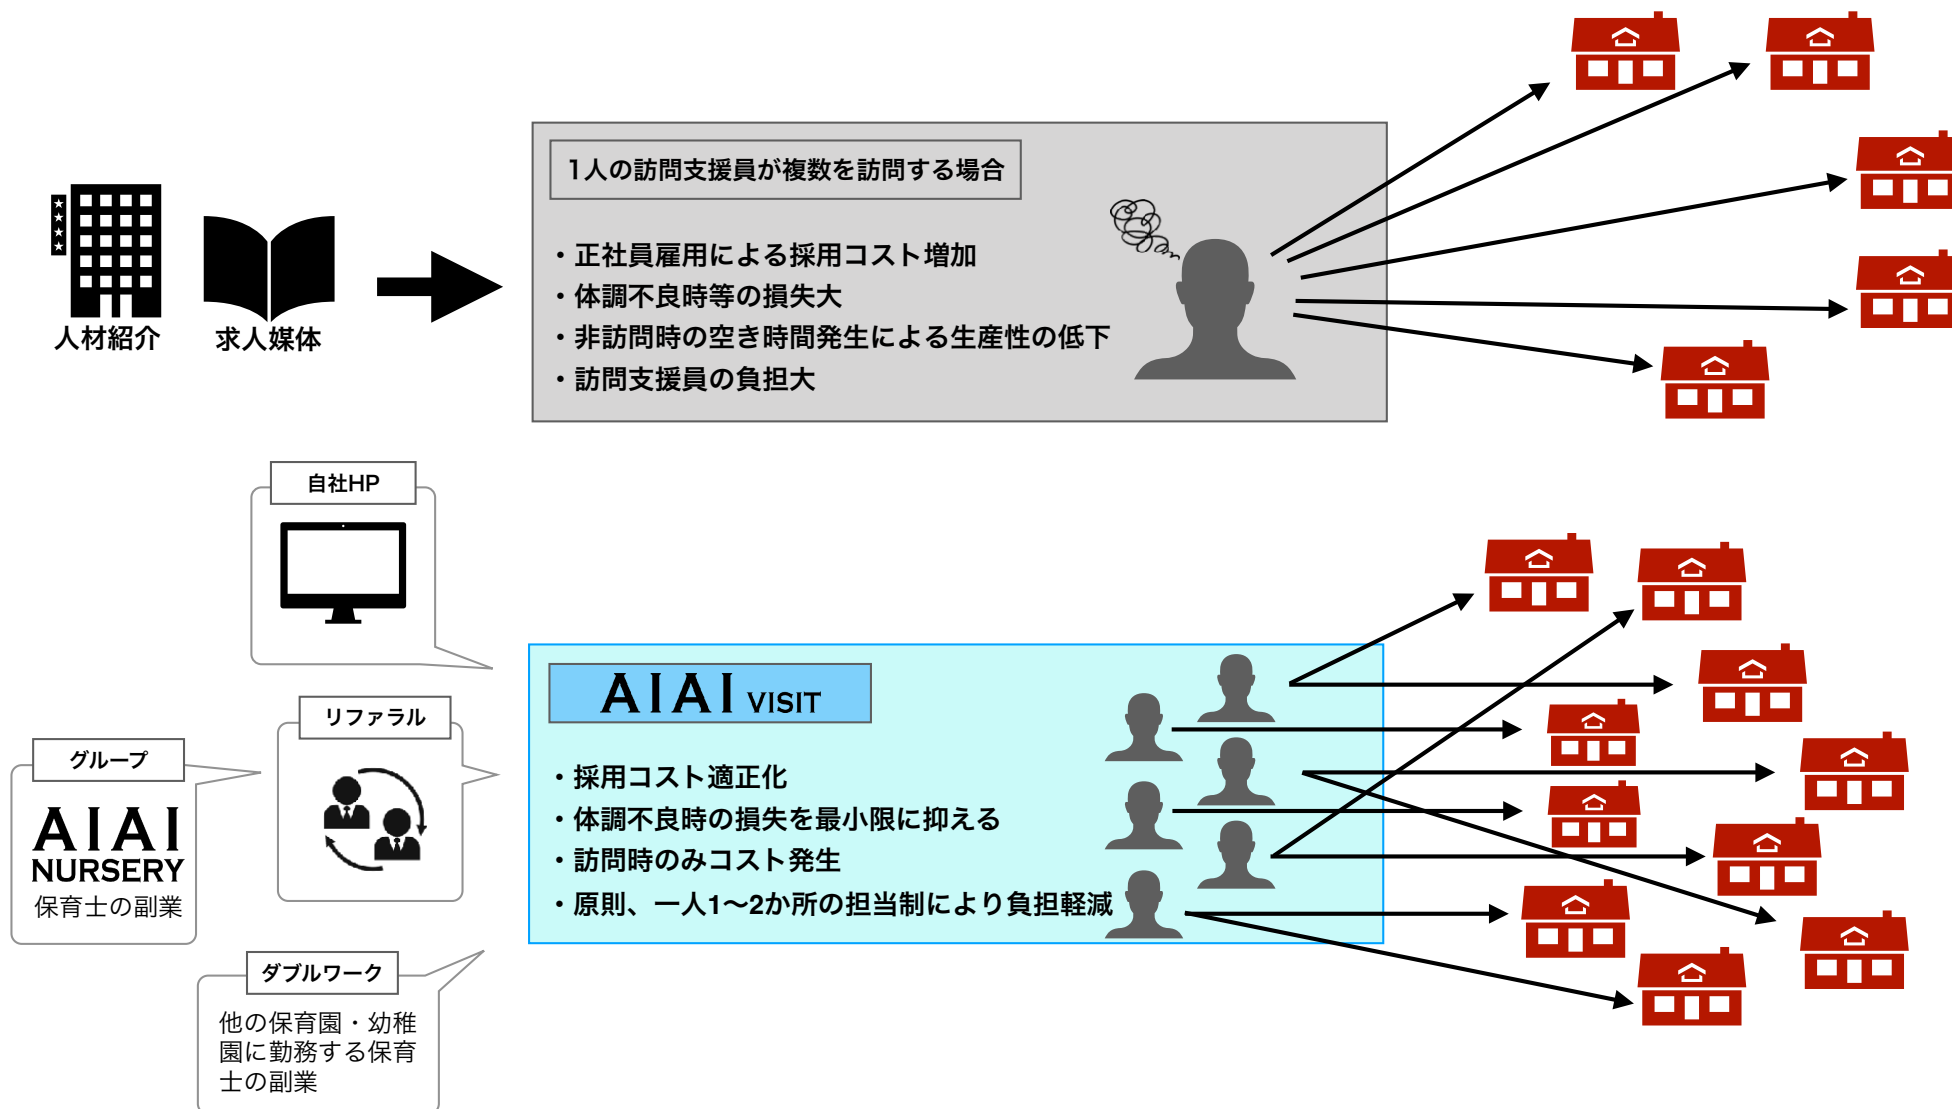 人材紹介
求人媒体
1人の訪問支援員が複数を訪問する場合
・正社員雇用による採用コスト増加
・体調不良時等の損失大
・非訪問時の空き時間発生による生産性の低下
・訪問支援員の負担大
自社HP
リファラル
グループ
AIAI
NURSERY
保育士の副業
ダブルワーク
他の保育園・幼稚
園に勤務する保育
士の副業
AIAI VISIT
・採用コスト適正化
・体調不良時の損失を最小限に抑える
・訪問時のみコスト発生
・原則、一人1〜2か所の担当制により負担軽減